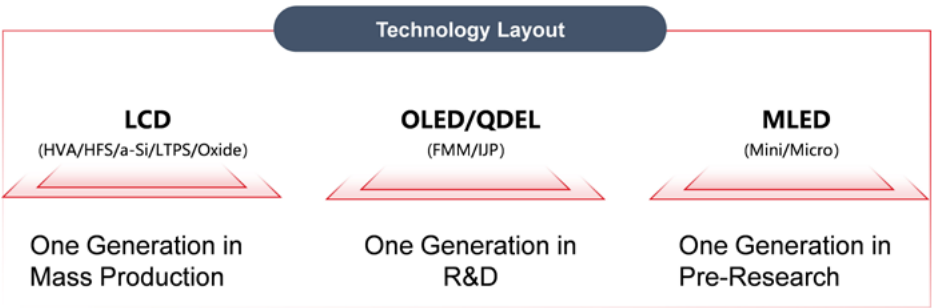 Technology Layout
LCD
(HVA/HFS/a-Si/LTPS/Oxide)
One Generation in
Mass Production
OLED/QDEL
(FMM/IJP)
One Generation in
R&D
MLED
(Mini/Micro)
One Generation in
Pre-Research